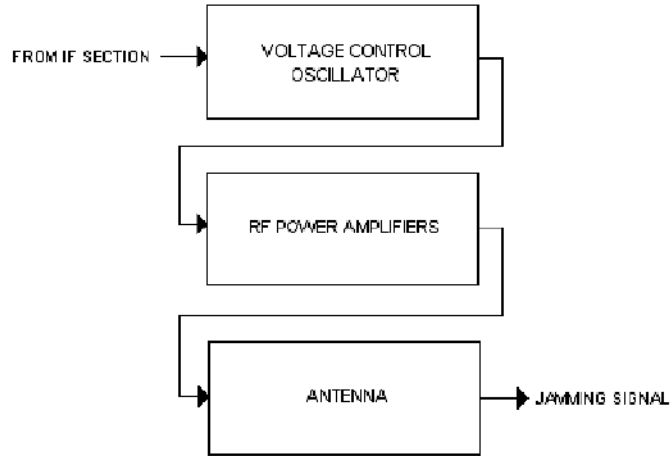 FROM IF SECTION
VOLTAGE CONTROL
OSCILLATOR
RF POWER AMPLIFIERS
ANTENNA
JAMMING SIGNAL